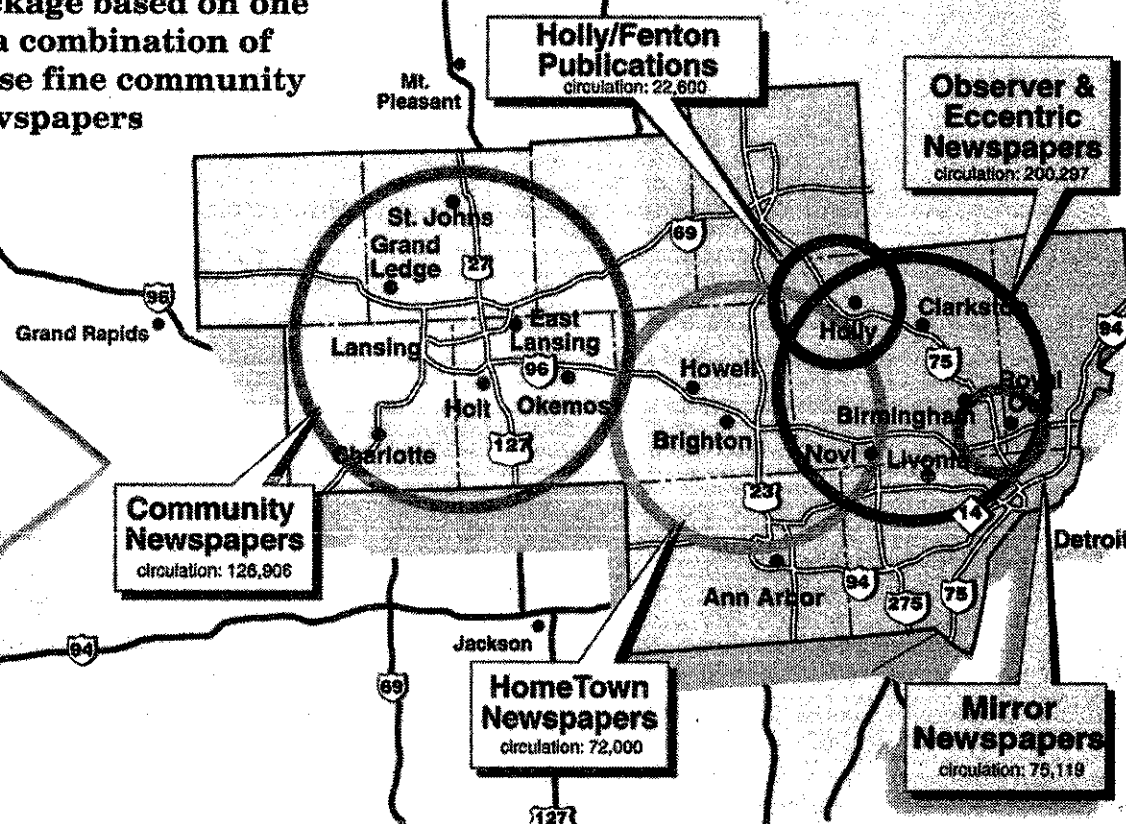 ckage based on one
a combination of
se fine community
vspapers
Holly/Fenton
Publications
circulation: 22,600
Observer &
Eccentric
Newspapers
circulation: 200,297
Mt.
Pleasant
St. Johns
Grand
Ledge
27
69
96
Grand Rapids
Clarkston
Holly
94
East
Lansing
Lansing
96
75
Howell
Royal
Holt
Okemos
Birmingham
Brighton
127
Charlotte
Novi
Livonia
23
14
Community
Newspapers
circulation: 126,906
Detroit
Ann Arbor
94
275
75
Jackson
94
69
HomeTown
Newspapers
circulation: 72,000
Mirror
Newspapers
circulation: 75,119
127